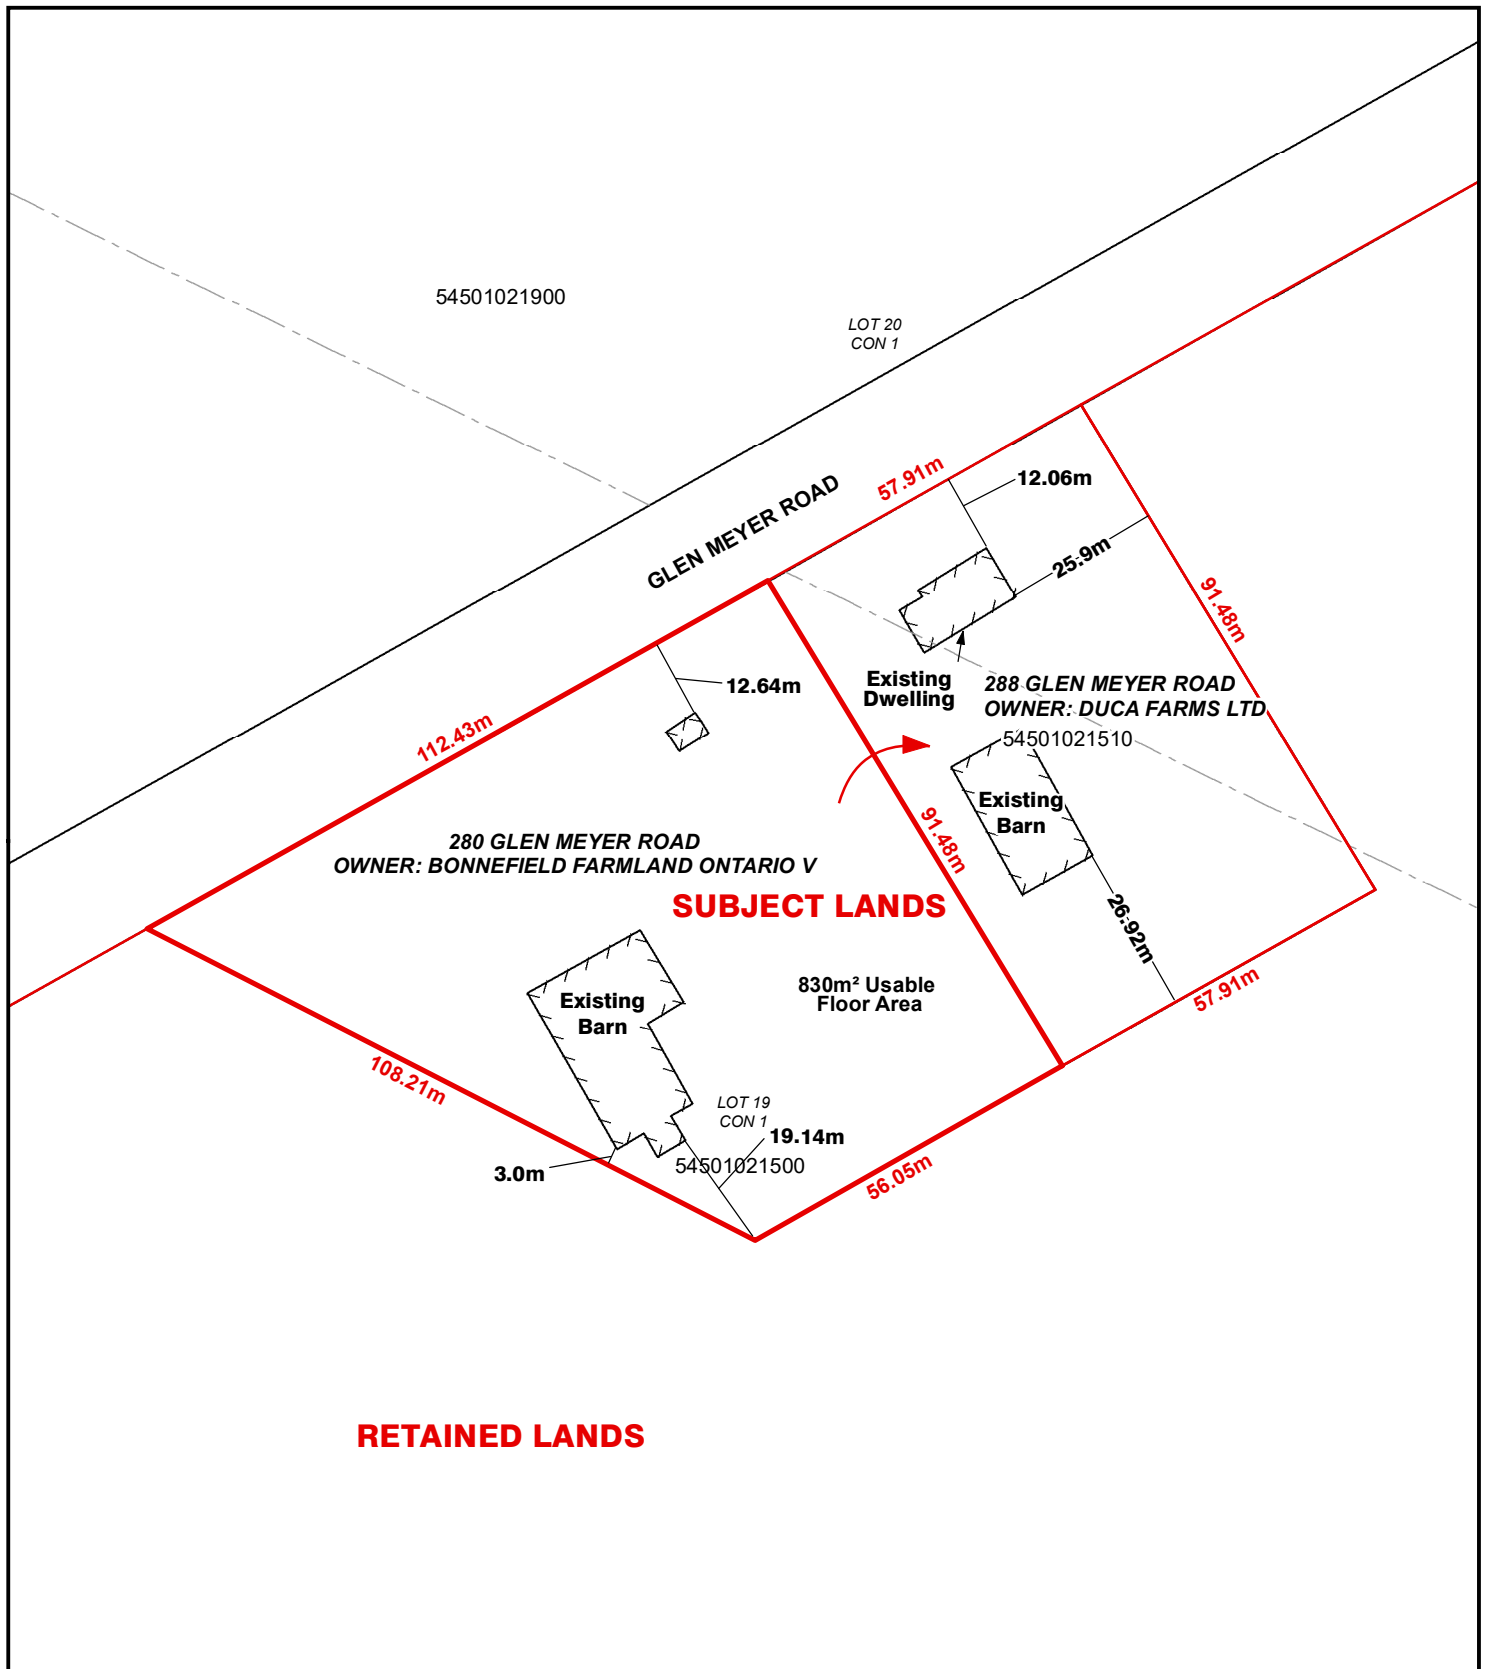 54501021900
LOT 20
CON 1
GLEN MEYER ROAD
57.91m
12.06m
25.9m
91.48m
12.64m
Existing
Dwelling
288 GLEN MEYER ROAD
OWNER: DUCA FARMS LTD
54501021510
112.43m
Existing
Barn
91.48m
280 GLEN MEYER ROAD
OWNER: BONNEFIELD FARMLAND ONTARIO V
SUBJECT LANDS
26.92m
830m² Usable
Floor Area
57.91m
Existing
Barn
108.21m
LOT 19
CON 1
19.14m
54501021500
3.0m
56.05m
RETAINED LANDS